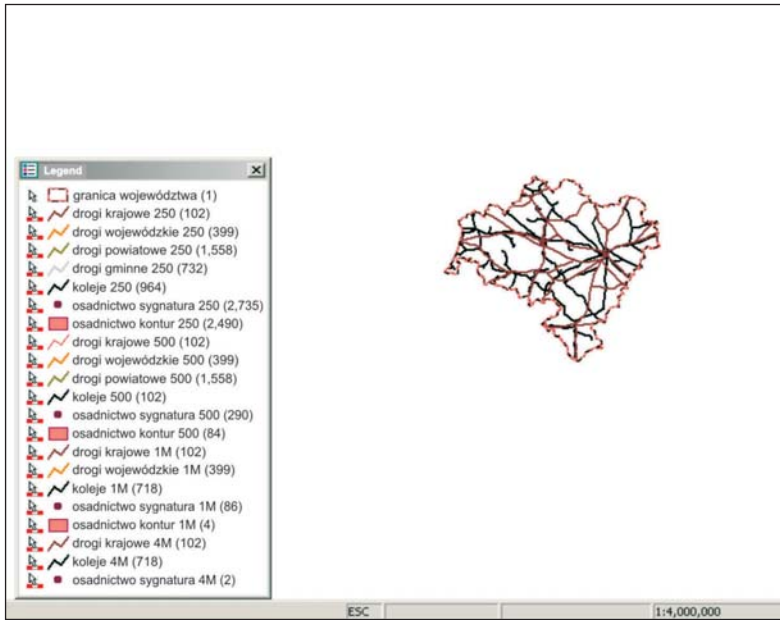 Legend
granica województwa (1)
drogi krajowe 250 (102)
drogi wojewódzkie 250 (399)
drogi powiatowe 250 (1,558)
drogi gminne 250 (732)
koleje 250 (964)
osadnictwo sygnatura 250 (2,735)
osadnictwo kontur 250 (2,490)
drogi krajowe 500 (102)
drogi wojewódzkie 500 (399)
drogi powiatowe 500 (1,558)
koleje 500 (102)
osadnictwo sygnatura 500 (290)
osadnictwo kontur 500 (84)
drogi krajowe 1M (102)
drogi wojewódzkie 1M (399)
koleje 1M (718)
osadnictwo sygnatura 1M (86)
osadnictwo kontur 1M (4)
drogi krajowe 4M (102)
koleje 4M (718)
osadnictwo sygnatura 4M (2)
ESC 1:4,000,000